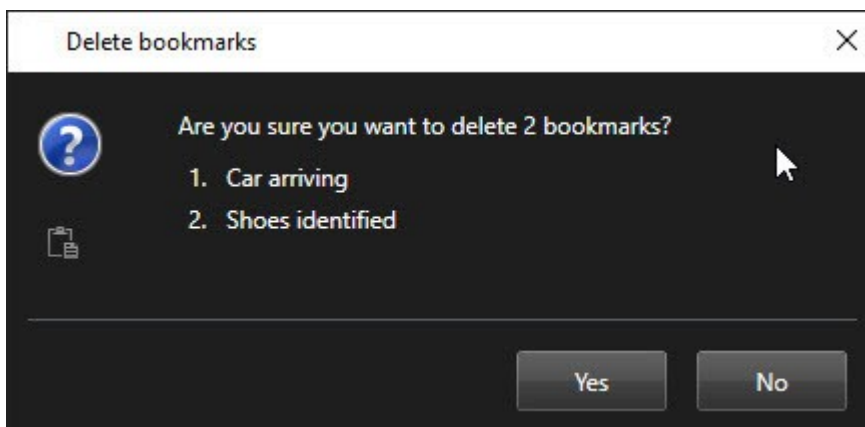 Delete bookmarks
Are you sure you want to delete 2 bookmarks?
1. Car arriving
2. Shoes identified
Yes No